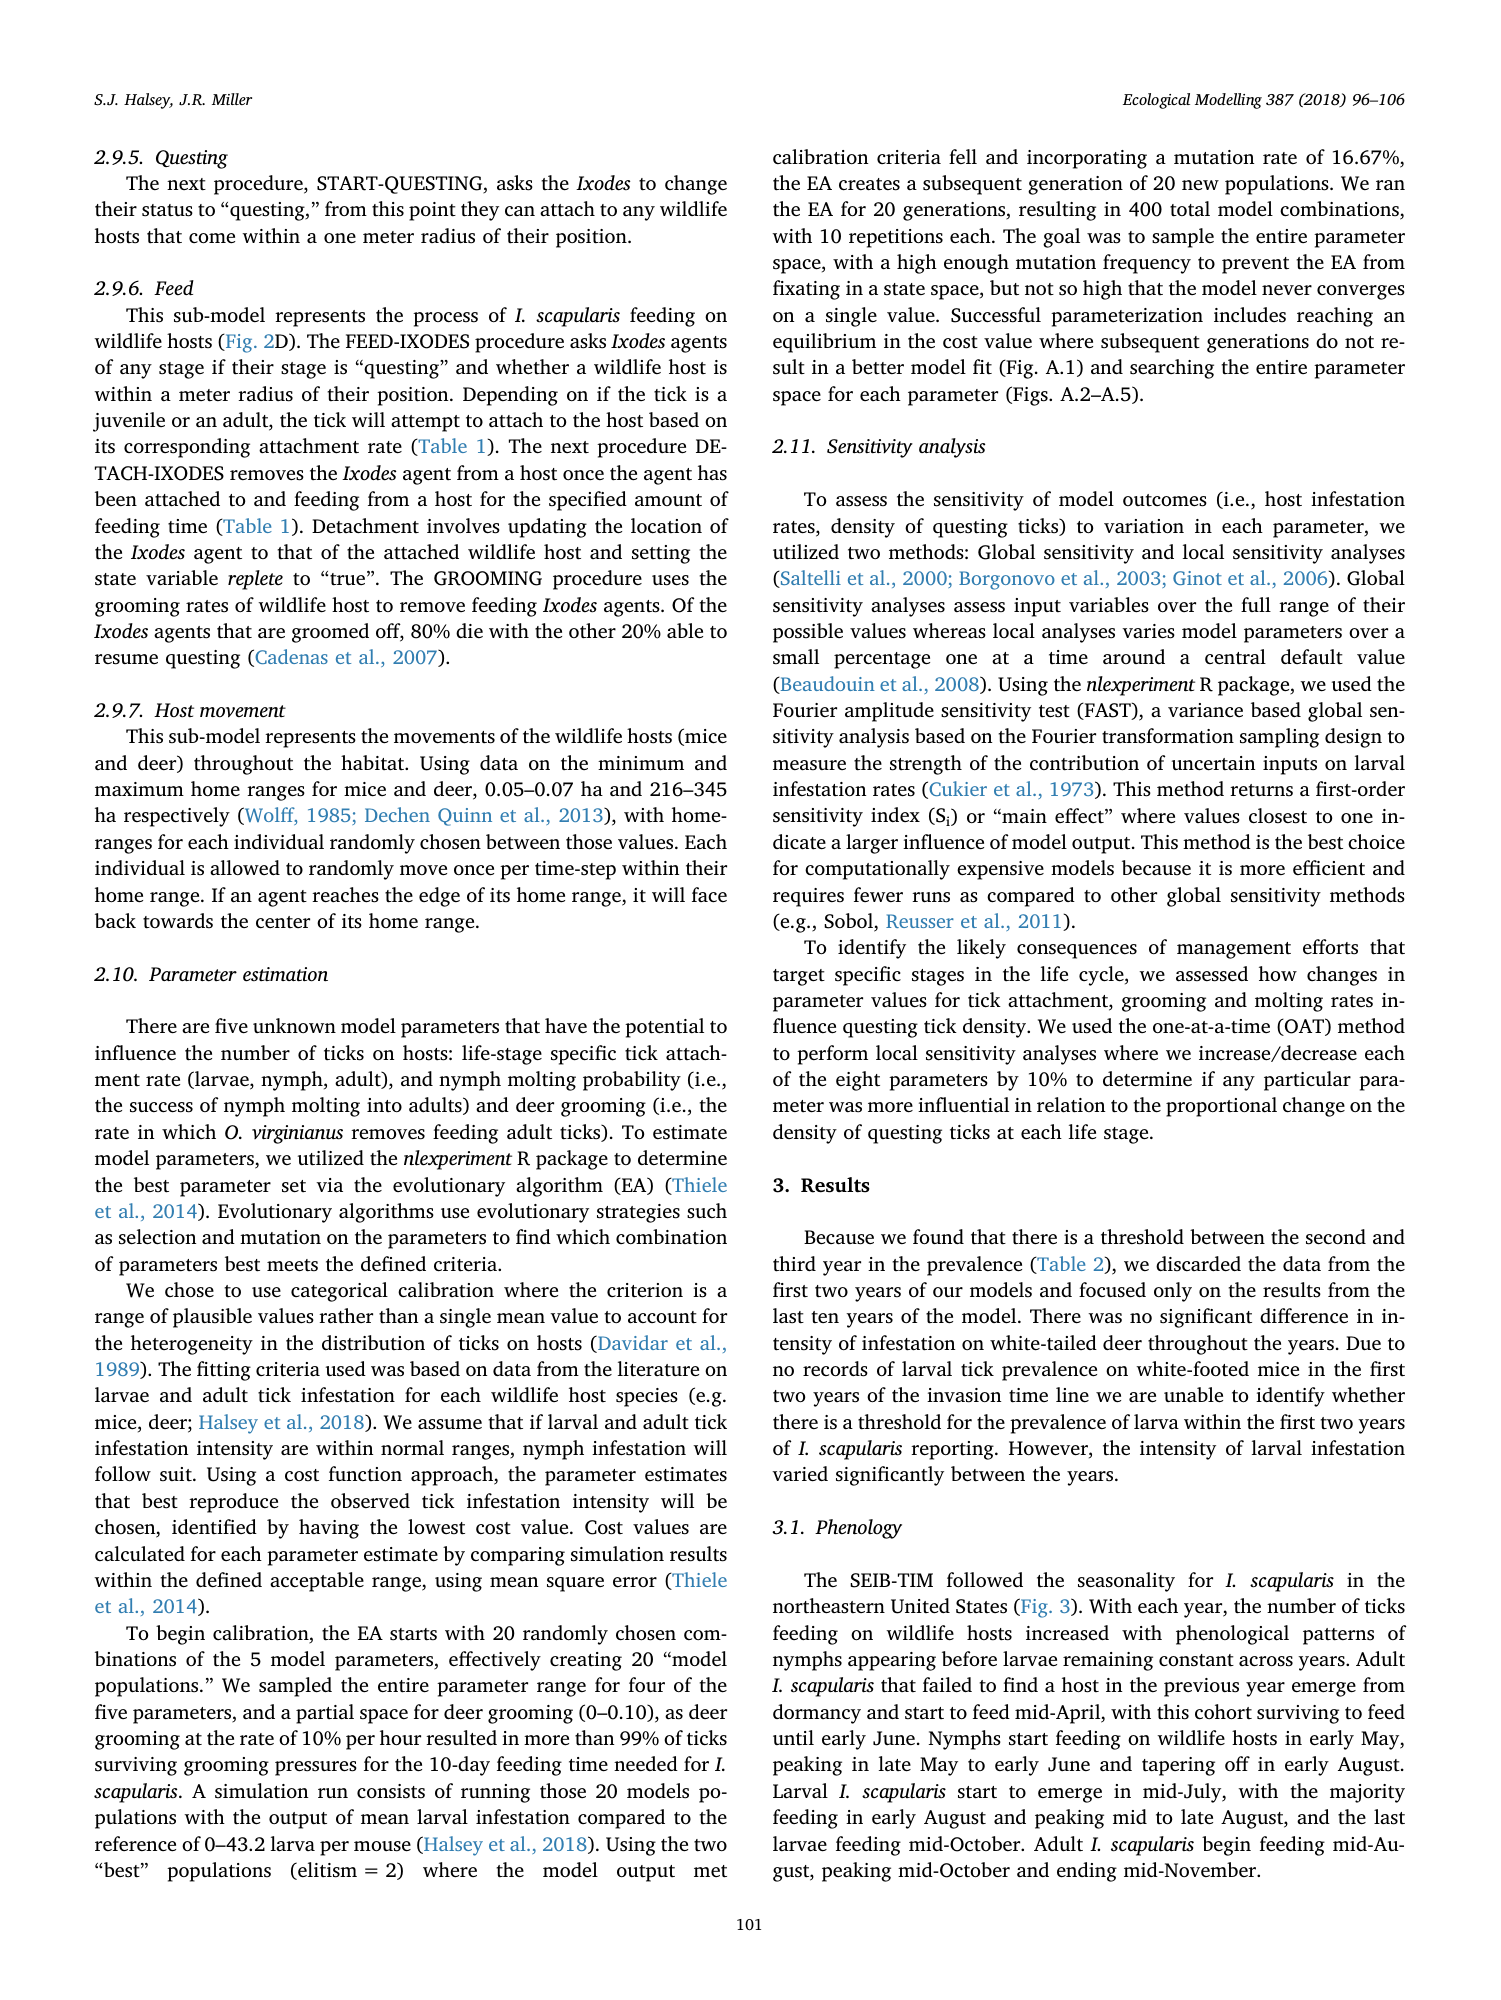 S.J. Halsey, J.R. Miller
Ecological Modelling 387 (2018) 96–106
2.9.5. Questing
The next procedure, START-QUESTING, asks the Ixodes to change
their status to “questing,” from this point they can attach to any wildlife
hosts that come within a one meter radius of their position.
2.9.6. Feed
This sub-model represents the process of I. scapularis feeding on
wildlife hosts (Fig. 2D). The FEED-IXODES procedure asks Ixodes agents
of any stage if their stage is “questing” and whether a wildlife host is
within a meter radius of their position. Depending on if the tick is a
juvenile or an adult, the tick will attempt to attach to the host based on
its corresponding attachment rate (Table 1). The next procedure DE-
TACH-IXODES removes the Ixodes agent from a host once the agent has
been attached to and feeding from a host for the specified amount of
feeding time (Table 1). Detachment involves updating the location of
the Ixodes agent to that of the attached wildlife host and setting the
state variable replete to “true”. The GROOMING procedure uses the
grooming rates of wildlife host to remove feeding Ixodes agents. Of the
Ixodes agents that are groomed off, 80% die with the other 20% able to
resume questing (Cadenas et al., 2007).
2.9.7. Host movement
This sub-model represents the movements of the wildlife hosts (mice
and deer) throughout the habitat. Using data on the minimum and
maximum home ranges for mice and deer, 0.05–0.07 ha and 216–345
ha respectively (Wolff, 1985; Dechen Quinn et al., 2013), with home-
ranges for each individual randomly chosen between those values. Each
individual is allowed to randomly move once per time-step within their
home range. If an agent reaches the edge of its home range, it will face
back towards the center of its home range.
2.10. Parameter estimation
There are five unknown model parameters that have the potential to
influence the number of ticks on hosts: life-stage specific tick attach-
ment rate (larvae, nymph, adult), and nymph molting probability (i.e.,
the success of nymph molting into adults) and deer grooming (i.e., the
rate in which O. virginianus removes feeding adult ticks). To estimate
model parameters, we utilized the nlexperiment R package to determine
the best parameter set via the evolutionary algorithm (EA) (Thiele
et al., 2014). Evolutionary algorithms use evolutionary strategies such
as selection and mutation on the parameters to find which combination
of parameters best meets the defined criteria.
We chose to use categorical calibration where the criterion is a
range of plausible values rather than a single mean value to account for
the heterogeneity in the distribution of ticks on hosts (Davidar et al.,
1989). The fitting criteria used was based on data from the literature on
larvae and adult tick infestation for each wildlife host species (e.g.
mice, deer; Halsey et al., 2018). We assume that if larval and adult tick
infestation intensity are within normal ranges, nymph infestation will
follow suit. Using a cost function approach, the parameter estimates
that best reproduce the observed tick infestation intensity will be
chosen, identified by having the lowest cost value. Cost values are
calculated for each parameter estimate by comparing simulation results
within the defined acceptable range, using mean square error (Thiele
et al., 2014).
To begin calibration, the EA starts with 20 randomly chosen com-
binations of the 5 model parameters, effectively creating 20 “model
populations.” We sampled the entire parameter range for four of the
five parameters, and a partial space for deer grooming (0–0.10), as deer
grooming at the rate of 10% per hour resulted in more than 99% of ticks
surviving grooming pressures for the 10-day feeding time needed for I.
scapularis. A simulation run consists of running those 20 models po-
pulations with the output of mean larval infestation compared to the
reference of 0–43.2 larva per mouse (Halsey et al., 2018). Using the two
“best” populations (elitism = 2) where the model output met
calibration criteria fell and incorporating a mutation rate of 16.67%,
the EA creates a subsequent generation of 20 new populations. We ran
the EA for 20 generations, resulting in 400 total model combinations,
with 10 repetitions each. The goal was to sample the entire parameter
space, with a high enough mutation frequency to prevent the EA from
fixating in a state space, but not so high that the model never converges
on a single value. Successful parameterization includes reaching an
equilibrium in the cost value where subsequent generations do not re-
sult in a better model fit (Fig. A.1) and searching the entire parameter
space for each parameter (Figs. A.2–A.5).
2.11. Sensitivity analysis
To assess the sensitivity of model outcomes (i.e., host infestation
rates, density of questing ticks) to variation in each parameter, we
utilized two methods: Global sensitivity and local sensitivity analyses
(Saltelli et al., 2000; Borgonovo et al., 2003; Ginot et al., 2006). Global
sensitivity analyses assess input variables over the full range of their
possible values whereas local analyses varies model parameters over a
small percentage one at a time around a central default value
(Beaudouin et al., 2008). Using the nlexperiment R package, we used the
Fourier amplitude sensitivity test (FAST), a variance based global sen-
sitivity analysis based on the Fourier transformation sampling design to
measure the strength of the contribution of uncertain inputs on larval
infestation rates (Cukier et al., 1973). This method returns a first-order
sensitivity index (Si) or “main effect” where values closest to one in-
dicate a larger influence of model output. This method is the best choice
for computationally expensive models because it is more efficient and
requires fewer runs as compared to other global sensitivity methods
(e.g., Sobol, Reusser et al., 2011).
To identify the likely consequences of management efforts that
target specific stages in the life cycle, we assessed how changes in
parameter values for tick attachment, grooming and molting rates in-
fluence questing tick density. We used the one-at-a-time (OAT) method
to perform local sensitivity analyses where we increase/decrease each
of the eight parameters by 10% to determine if any particular para-
meter was more influential in relation to the proportional change on the
density of questing ticks at each life stage.
3. Results
Because we found that there is a threshold between the second and
third year in the prevalence (Table 2), we discarded the data from the
first two years of our models and focused only on the results from the
last ten years of the model. There was no significant difference in in-
tensity of infestation on white-tailed deer throughout the years. Due to
no records of larval tick prevalence on white-footed mice in the first
two years of the invasion time line we are unable to identify whether
there is a threshold for the prevalence of larva within the first two years
of I. scapularis reporting. However, the intensity of larval infestation
varied significantly between the years.
3.1. Phenology
The SEIB-TIM followed the seasonality for I. scapularis in the
northeastern United States (Fig. 3). With each year, the number of ticks
feeding on wildlife hosts increased with phenological patterns of
nymphs appearing before larvae remaining constant across years. Adult
I. scapularis that failed to find a host in the previous year emerge from
dormancy and start to feed mid-April, with this cohort surviving to feed
until early June. Nymphs start feeding on wildlife hosts in early May,
peaking in late May to early June and tapering off in early August.
Larval I. scapularis start to emerge in mid-July, with the majority
feeding in early August and peaking mid to late August, and the last
larvae feeding mid-October. Adult I. scapularis begin feeding mid-Au-
gust, peaking mid-October and ending mid-November.
101